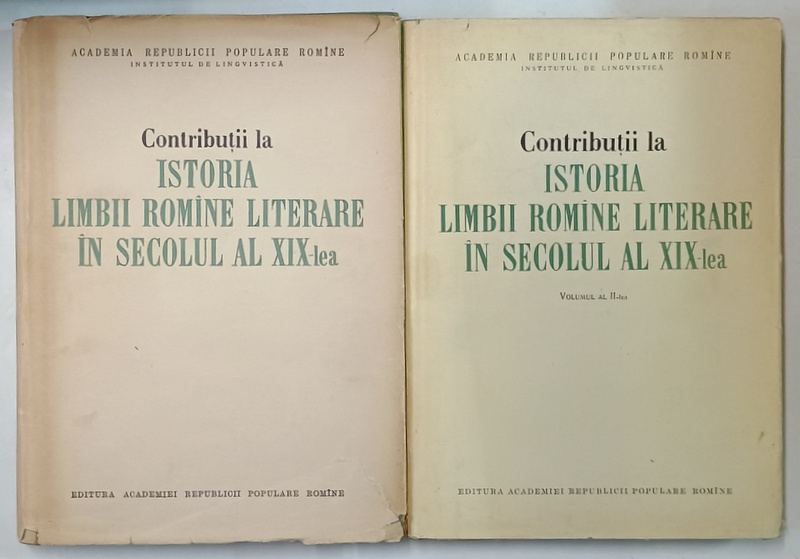 ACADEMIA REPUBLICII POPULARE ROMÎNE
INSTITUTUL DE LINGVISTICĂ
Contribuții la
ISTORIA
LIMBII ROMÎNE LITERARE
ÎN SECOLUL AL XIX-lea
EDITURA ACADEMIEI REPUBLICII POPULARE ROMÎNE
ACADEMIA REPUBLICII POPULARE ROMÎNE
INSTITUTUL DE LINGVISTICĂ
Contribuții la
ISTORIA
LIMBII ROMÎNE LITERARE
ÎN SECOLUL AL XIX-lea
VOLUMUL AL II-lea
EDITURA ACADEMIEI REPUBLICII POPULARE ROMÎNE